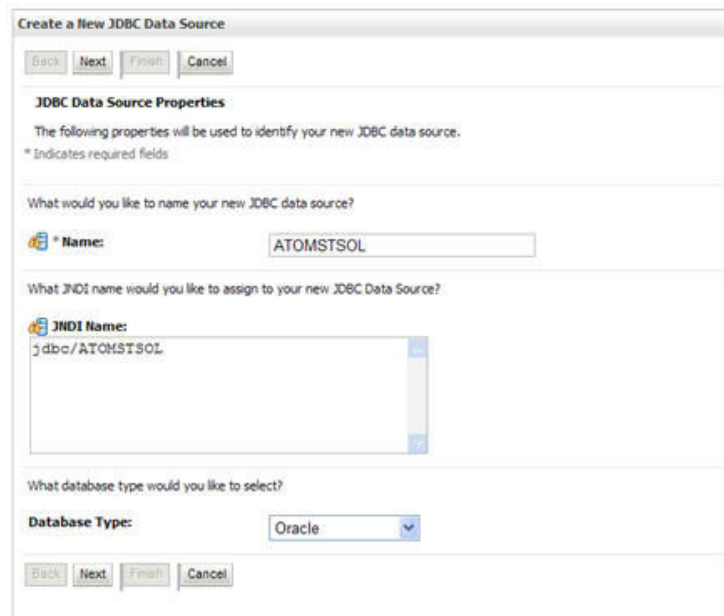 Create a New JDBC Data Source
Back Next Finish Cancel
JDBC Data Source Properties
The following properties will be used to identify your new JDBC data source.
* Indicates required fields
What would you like to name your new JDBC data source?
* Name: ATOMSTSOL
What JNDI name would you like to assign to your new JDBC Data Source?
JNDI Name:
jdbc/ATOMSTSOL
What database type would you like to select?
Database Type: Oracle
Back Next Finish Cancel